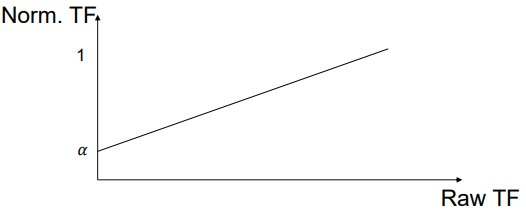 Norm. TF
1
α
Raw TF